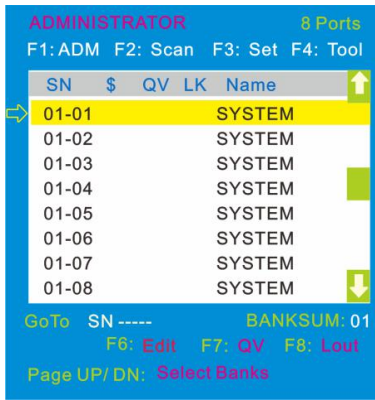 ADMINISTRATOR 8 Ports
F1: ADM F2: Scan F3: Set F4: Tool
SN $ QV LK Name
01-01 SYSTEM
01-02 SYSTEM
01-03 SYSTEM
01-04 SYSTEM
01-05 SYSTEM
01-06 SYSTEM
01-07 SYSTEM
01-08 SYSTEM
GoTo SN ----- BANKSUM: 01
F6: Edit F7: QV F8: Lout
Page UP/ DN: Select Banks